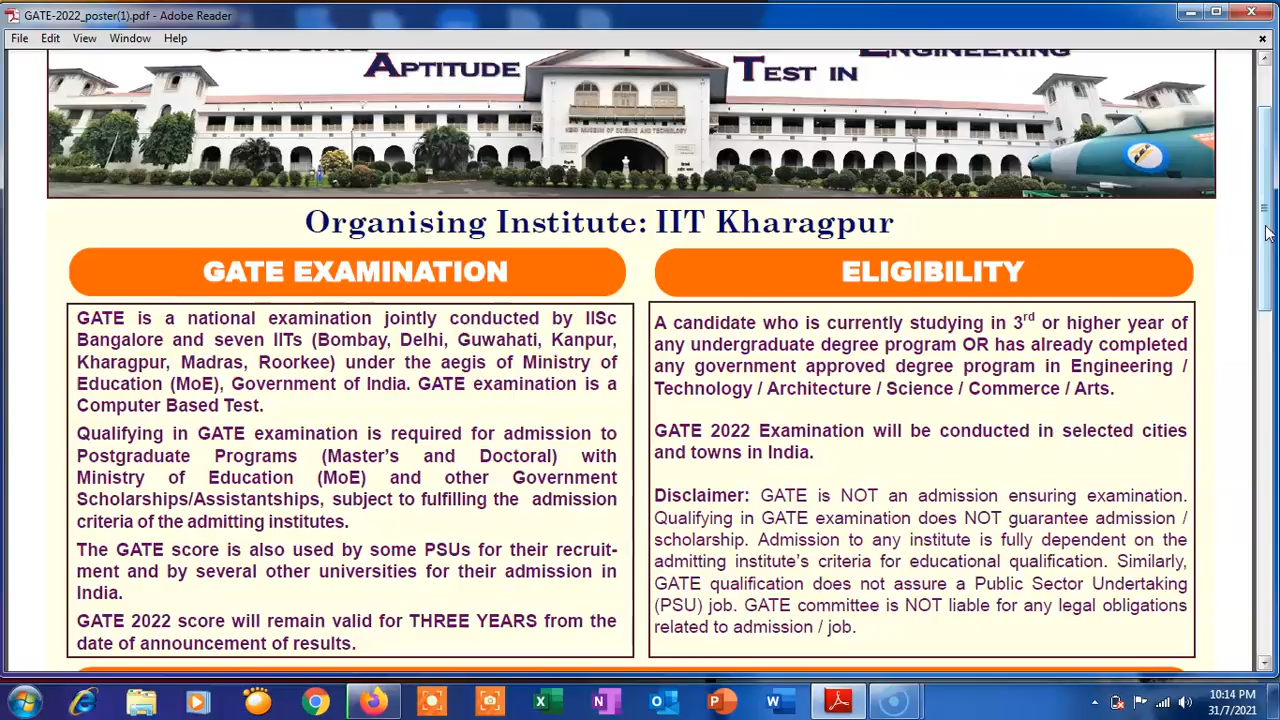 GATE-2022_poster(1).pdf - Adobe Reader
File Edit View Window Help
ENGINEERING
APTITUDE
TEST IN
Organising Institute: IIT Kharagpur
GATE EXAMINATION
GATE is a national examination jointly conducted by IISc
Bangalore and seven IITs (Bombay, Delhi, Guwahati, Kanpur,
Kharagpur, Madras, Roorkee) under the aegis of Ministry of
Education (MoE), Government of India. GATE examination is a
Computer Based Test.
Qualifying in GATE examination is required for admission to
Postgraduate Programs (Master's and Doctoral) with
Ministry of Education (MoE) and other Government
Scholarships/Assistantships, subject to fulfilling the admission
criteria of the admitting institutes.
The GATE score is also used by some PSUs for their recruit-
ment and by several other universities for their admission in
India.
GATE 2022 score will remain valid for THREE YEARS from the
date of announcement of results.
ELIGIBILITY
A candidate who is currently studying in 3rd or higher year of
any undergraduate degree program OR has already completed
any government approved degree program in Engineering /
Technology / Architecture / Science / Commerce / Arts.
GATE 2022 Examination will be conducted in selected cities
and towns in India.
Disclaimer: GATE is NOT an admission ensuring examination.
Qualifying in GATE examination does NOT guarantee admission /
scholarship. Admission to any institute is fully dependent on the
admitting institute's criteria for educational qualification. Similarly,
GATE qualification does not assure a Public Sector Undertaking
(PSU) job. GATE committee is NOT liable for any legal obligations
related to admission / job.
10:14 PM
31/7/2021